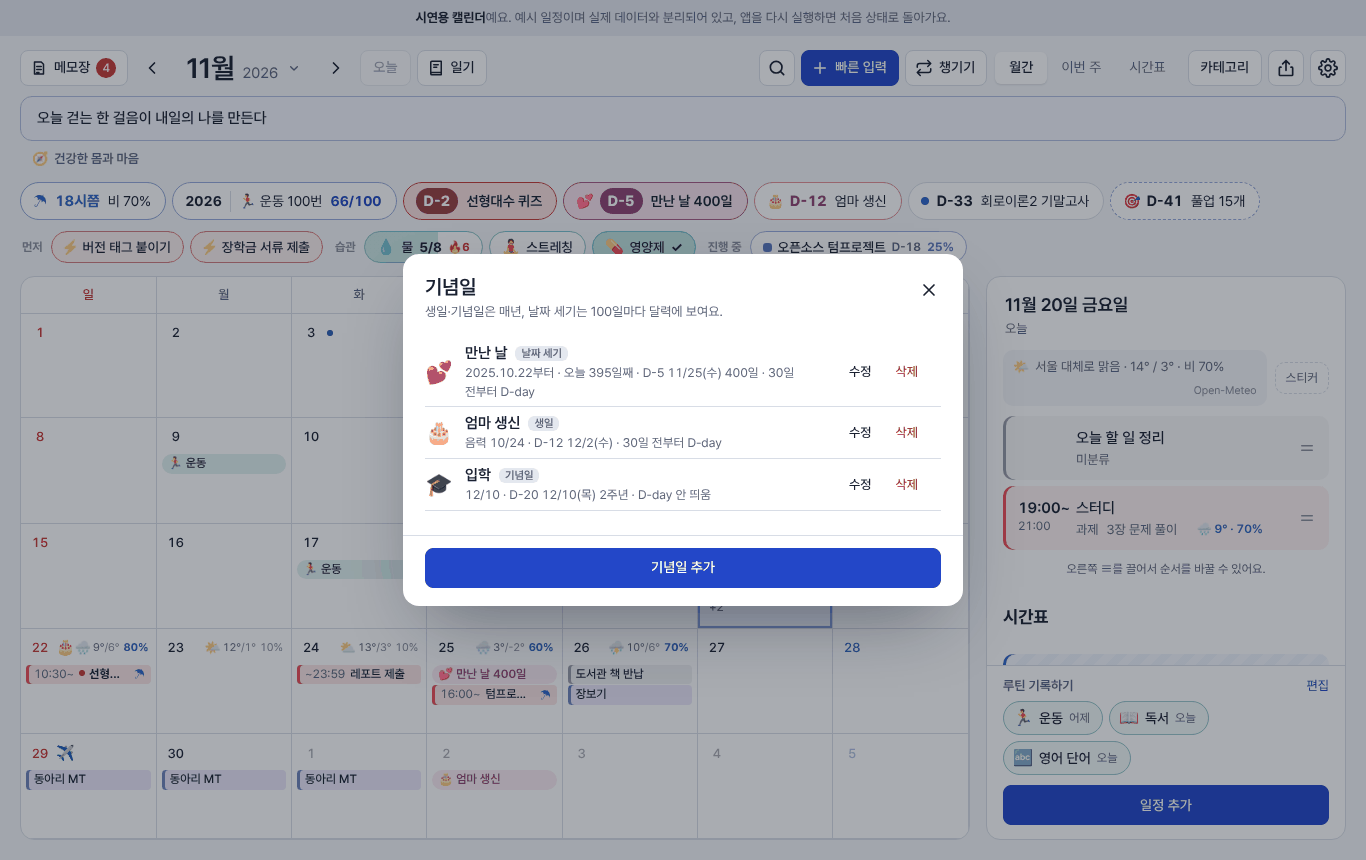 시연용 캘린더예요. 예시 일정이며 실제 데이터와 분리되어 있고, 앱을 다시 실행하면 처음 상태로 돌아가요.
메모장 4 11월 2026 오늘 일기 빠른 입력 챙기기 월간 이번 주 시간표 카테고리
오늘 걷는 한 걸음이 내일의 나를 만든다
건강한 몸과 마음
18시쯤 비 70% 2026 운동 100번 66/100 D-2 선형대수 퀴즈 D-5 만난 날 400일 D-12 엄마 생신 D-33 회로이론2 기말고사 D-41 풀업 15개
먼저 버전 태그 붙이기 장학금 서류 제출 습관 물 5/8 6 스트레칭 영양제 진행 중 오픈소스 텀프로젝트 D-18 25%
기념일
생일·기념일은 매년, 날짜 세기는 100일마다 달력에 보여요.
만난 날 날짜 세기
2025.10.22부터 · 오늘 395일째 · D-5 11/25(수) 400일 · 30일
전부터 D-day
수정 삭제
엄마 생신 생일
음력 10/24 · D-12 12/2(수) · 30일 전부터 D-day
수정 삭제
입학 기념일
12/10 · D-20 12/10(목) 2주년 · D-day 안 띄움
수정 삭제
기념일 추가
일 월 화
1 2 3
8 9 10
운동
15 16 17
운동
+2
22 9°/6° 80% 23 12°/1° 10% 24 13°/3° 10% 25 3°/-2° 60% 26 10°/6° 70% 27 28
10:30~ 선형... ~23:59 레포트 제출 만난 날 400일 도서관 책 반납
16:00~ 텀프로... 장보기
29 30 1 2 3 4 5
동아리 MT 동아리 MT 동아리 MT 엄마 생신
11월 20일 금요일
오늘
서울 대체로 맑음 · 14° / 3° · 비 70%
Open-Meteo
스티커
오늘 할 일 정리
미분류
19:00~ 스터디
21:00 과제 3장 문제 풀이 9° · 70%
오른쪽 ≡를 끌어서 순서를 바꿀 수 있어요.
시간표
루틴 기록하기 편집
운동 어제 독서 오늘
abc 영어 단어 오늘
일정 추가